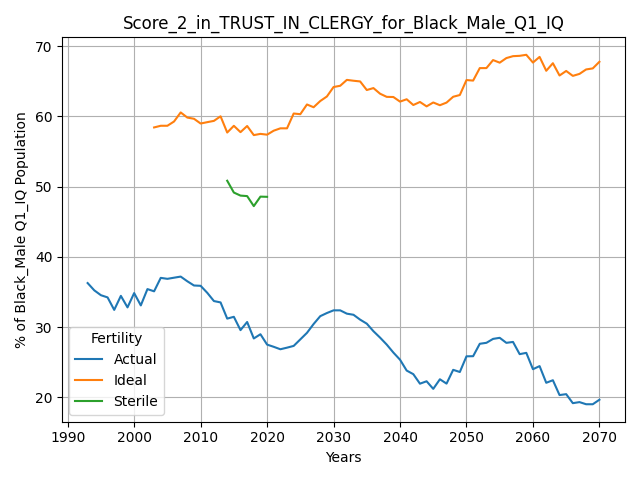 Score_2_in_TRUST_IN_CLERGY_for_Black_Male_Q1_IQ
% of Black_Male Q1_IQ Population
70
60
50
40
30
20
Fertility
Actual
Ideal
Sterile
1990 2000 2010 2020 2030 2040 2050 2060 2070
Years